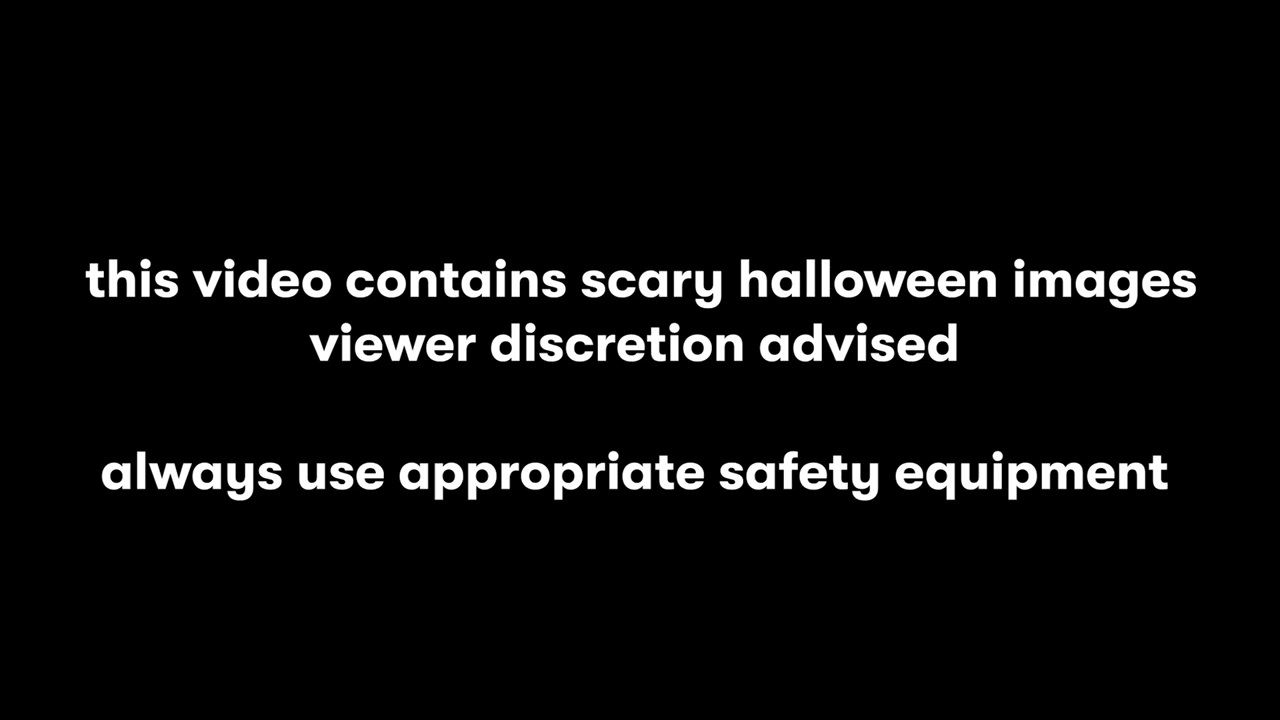 this video contains scary halloween images
viewer discretion advised
always use appropriate safety equipment